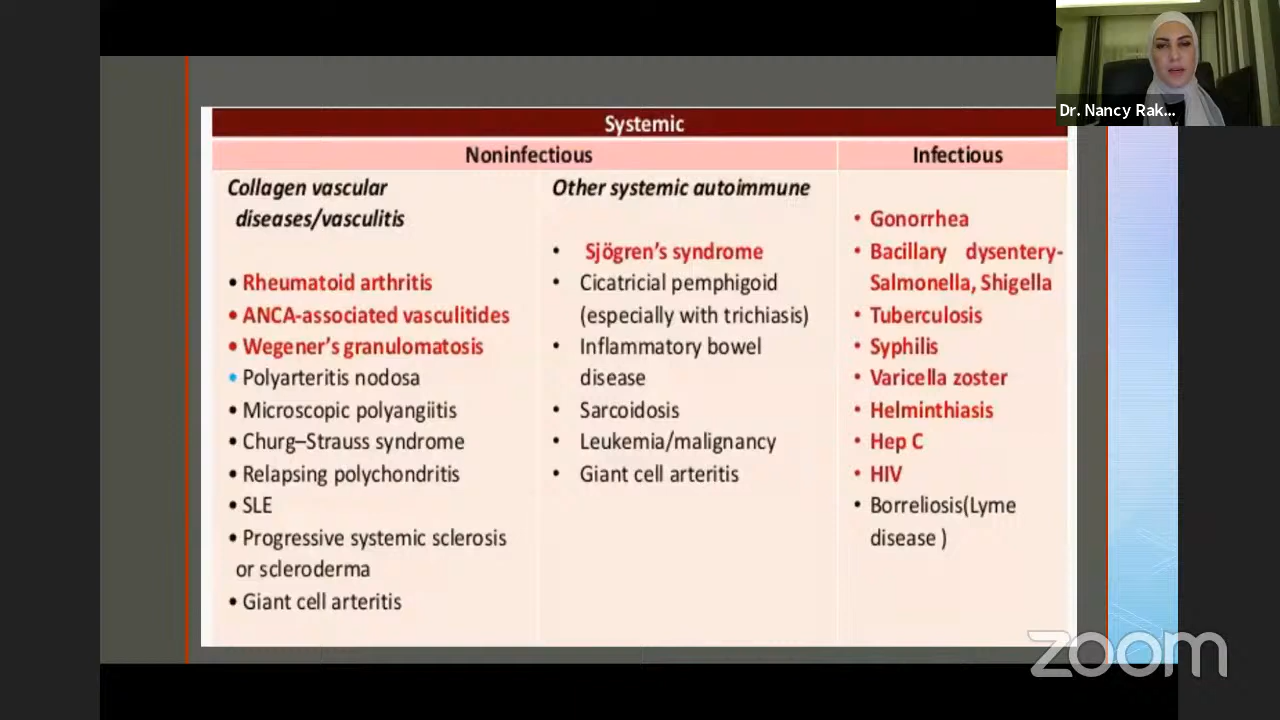 Systemic
Noninfectious
Infectious
Collagen vascular
diseases/vasculitis
• Rheumatoid arthritis
• ANCA-associated vasculitides
• Wegener's granulomatosis
• Polyarteritis nodosa
• Microscopic polyangiitis
• Churg–Strauss syndrome
• Relapsing polychondritis
• SLE
• Progressive systemic sclerosis
or scleroderma
• Giant cell arteritis
Other systemic autoimmune
• Sjögren's syndrome
• Cicatricial pemphigoid
(especially with trichiasis)
• Inflammatory bowel
disease
• Sarcoidosis
• Leukemia/malignancy
• Giant cell arteritis
• Gonorrhea
• Bacillary dysentery-
Salmonella, Shigella
• Tuberculosis
• Syphilis
• Varicella zoster
• Helminthiasis
• Hep C
• HIV
• Borreliosis(Lyme
disease )
Dr. Nancy Rak...
zoom